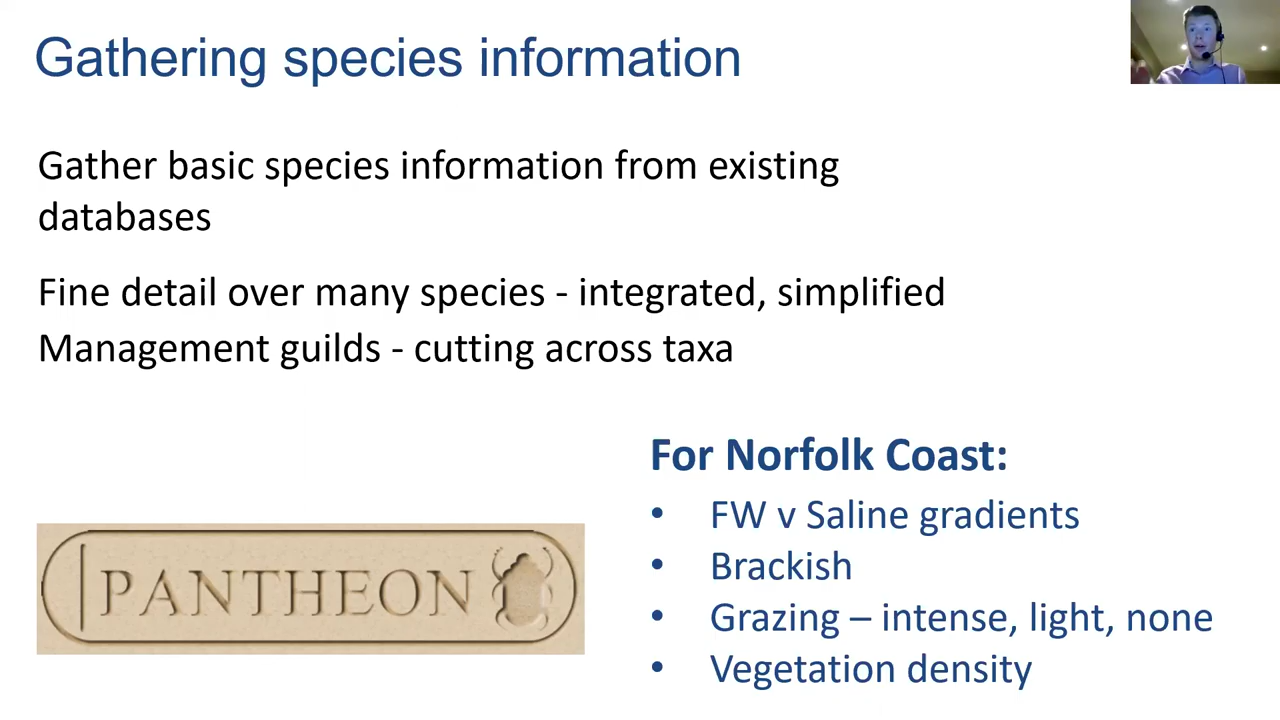 Gathering species information
Gather basic species information from existing
databases
Fine detail over many species - integrated, simplified
Management guilds - cutting across taxa
For Norfolk Coast:
• FW v Saline gradients
• Brackish
• Grazing – intense, light, none
• Vegetation density
PANTHEON